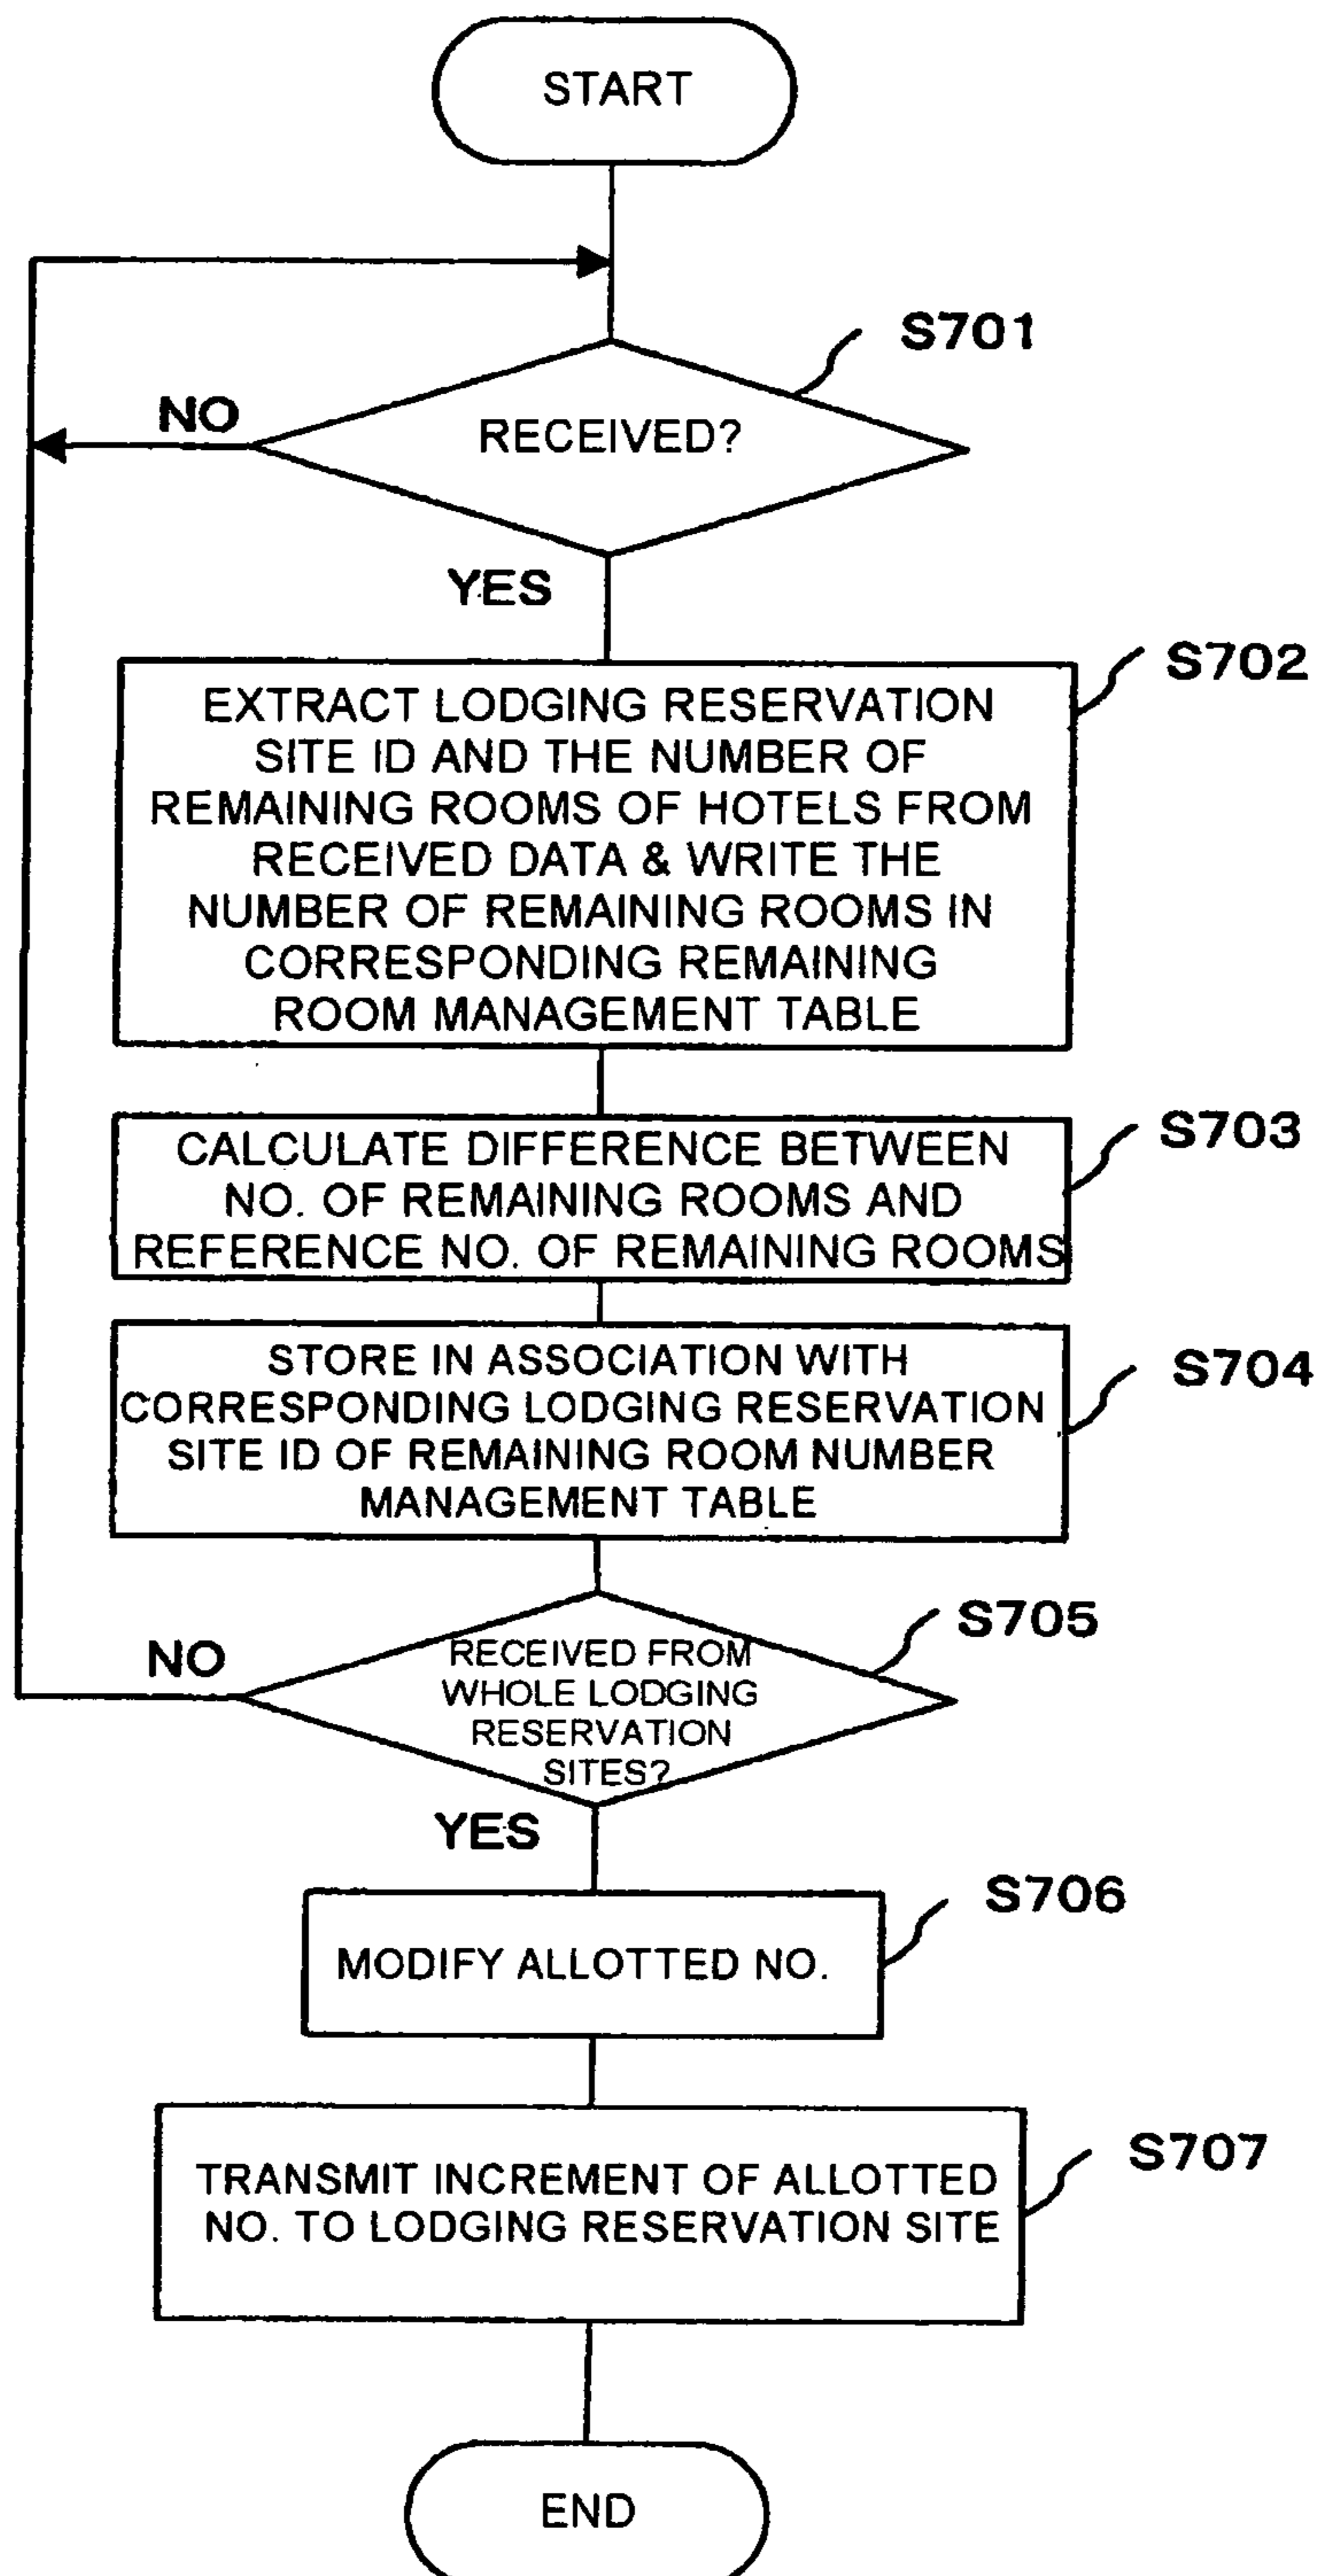 START
S701
NO
RECEIVED?
YES
S702
EXTRACT LODGING RESERVATION
SITE ID AND THE NUMBER OF
REMAINING ROOMS OF HOTELS FROM
RECEIVED DATA & WRITE THE
NUMBER OF REMAINING ROOMS IN
CORRESPONDING REMAINING
ROOM MANAGEMENT TABLE
S703
CALCULATE DIFFERENCE BETWEEN
NO. OF REMAINING ROOMS AND
REFERENCE NO. OF REMAINING ROOMS
S704
STORE IN ASSOCIATION WITH
CORRESPONDING LODGING RESERVATION
SITE ID OF REMAINING ROOM NUMBER
MANAGEMENT TABLE
S705
NO
RECEIVED FROM
WHOLE LODGING
RESERVATION
SITES?
YES
S706
MODIFY ALLOTTED NO.
S707
TRANSMIT INCREMENT OF ALLOTTED
NO. TO LODGING RESERVATION SITE
END